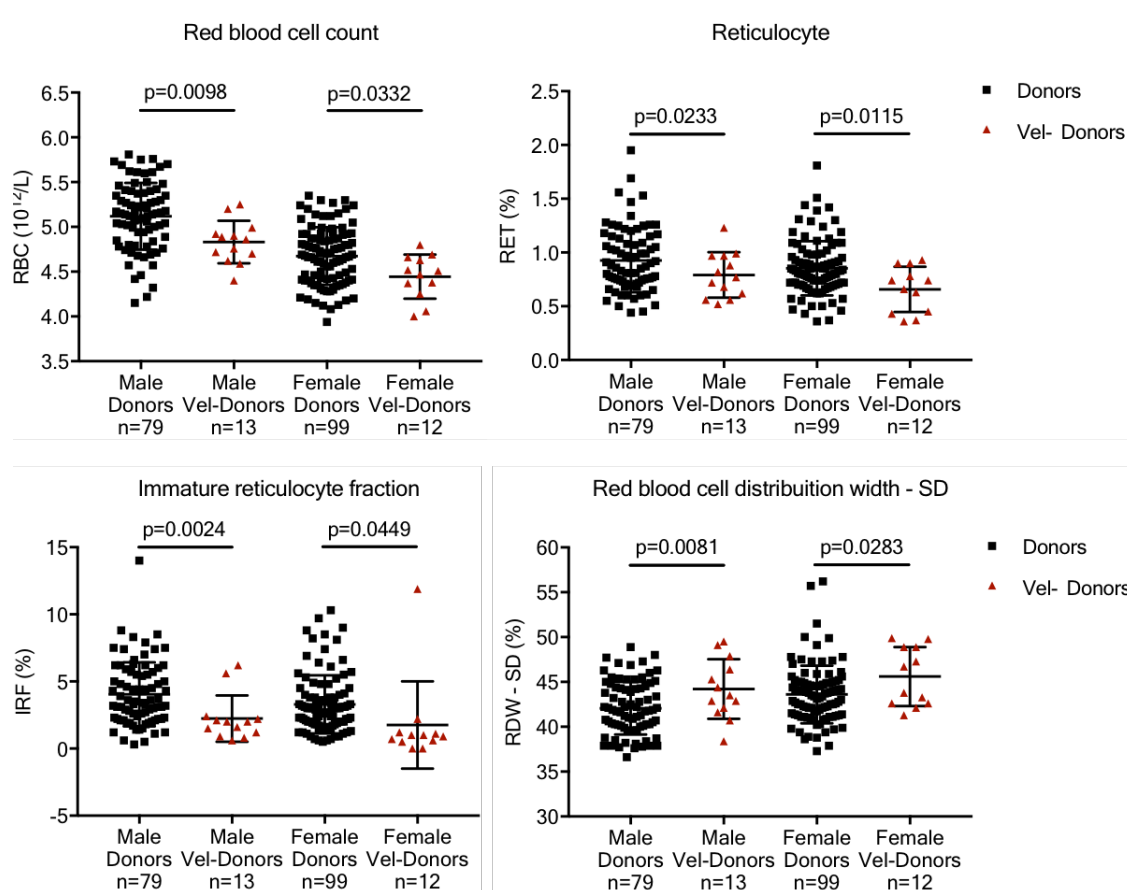 Red blood cell count
RBC (10¹²/L)
6.5
6.0
5.5
5.0
4.5
4.0
3.5
p=0.0098
p=0.0332
Male Male Female Female
Donors Vel-Donors Donors Vel-Donors
n=79 n=13 n=99 n=12
Reticulocyte
RET (%)
2.5
2.0
1.5
1.0
0.5
0.0
p=0.0233
p=0.0115
Male Male Female Female
Donors Vel-Donors Donors Vel-Donors
n=79 n=13 n=99 n=12
Donors
Vel- Donors
Immature reticulocyte fraction
IRF (%)
15
10
5
0
-5
p=0.0024
p=0.0449
Male Male Female Female
Donors Vel-Donors Donors Vel-Donors
n=79 n=13 n=99 n=12
Red blood cell distribuition width - SD
RDW - SD (%)
60
55
50
45
40
35
30
p=0.0081
p=0.0283
Male Male Female Female
Donors Vel-Donors Donors Vel-Donors
n=79 n=13 n=99 n=12
Donors
Vel- Donors